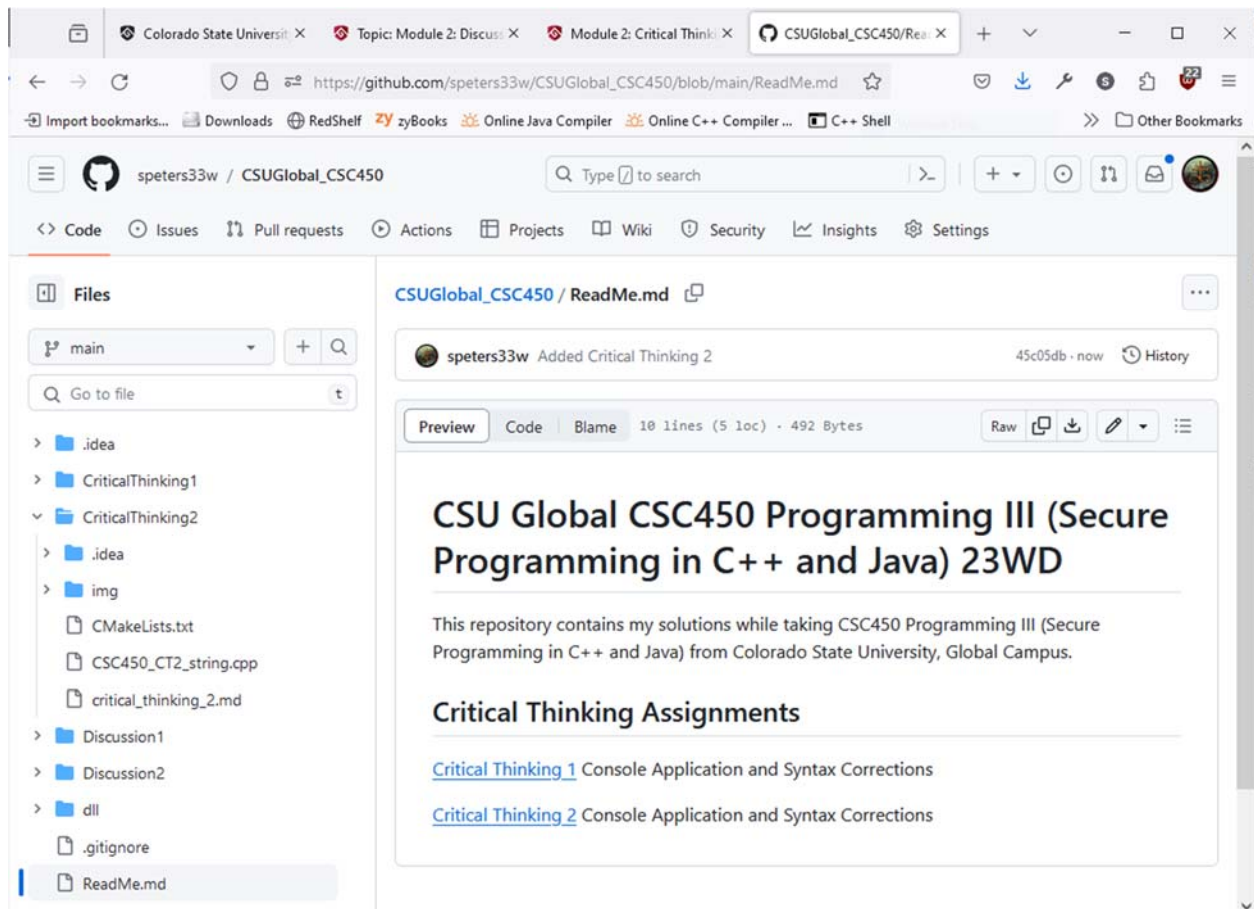 Colorado State Universit
Topic: Module 2: Discuss
Module 2: Critical Thinki
CSUGlobal_CSC450/Rea
22
https://github.com/speters33w/CSUGlobal_CSC450/blob/main/ReadMe.md
S
Import bookmarks...
Downloads
RedShelf
zy zyBooks
Online Java Compiler
Online C++ Compiler ...
C++ Shell
Other Bookmarks
speters33w / CSUGlobal_CSC450
Type / to search
<> Code
Issues
Pull requests
Actions
Projects
Wiki
Security
Insights
Settings
Files
main
Go to file
t
.idea
CriticalThinking1
CriticalThinking2
.idea
img
CMakeLists.txt
CSC450_CT2_string.cpp
critical_thinking_2.md
Discussion1
Discussion2
dll
.gitignore
ReadMe.md
CSUGlobal_CSC450 / ReadMe.md
speters33w Added Critical Thinking 2
45c05db · now
History
Preview
Code
Blame
10 lines (5 loc) · 492 Bytes
Raw
CSU Global CSC450 Programming III (Secure
Programming in C++ and Java) 23WD
This repository contains my solutions while taking CSC450 Programming III (Secure
Programming in C++ and Java) from Colorado State University, Global Campus.
Critical Thinking Assignments
Critical Thinking 1 Console Application and Syntax Corrections
Critical Thinking 2 Console Application and Syntax Corrections